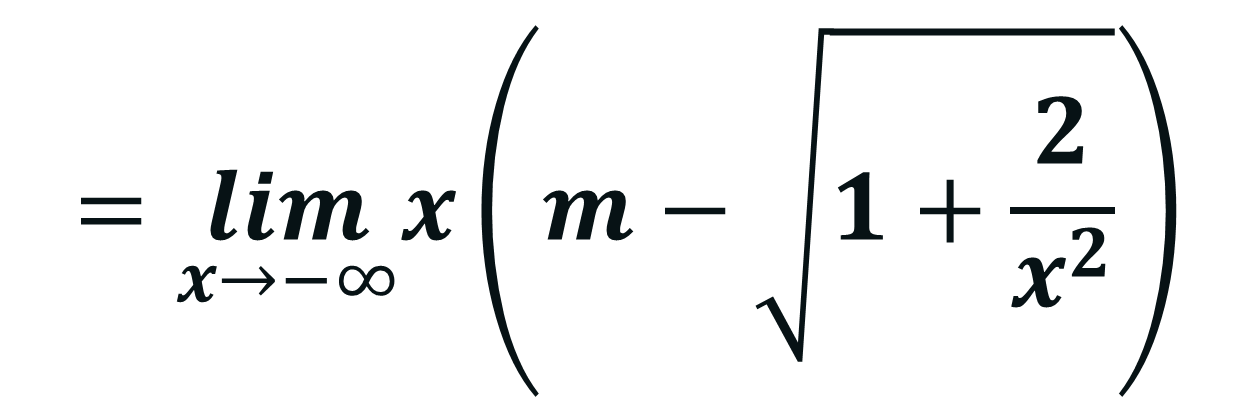 = lim x→−∞ x (m − √(1 + 2/x²))